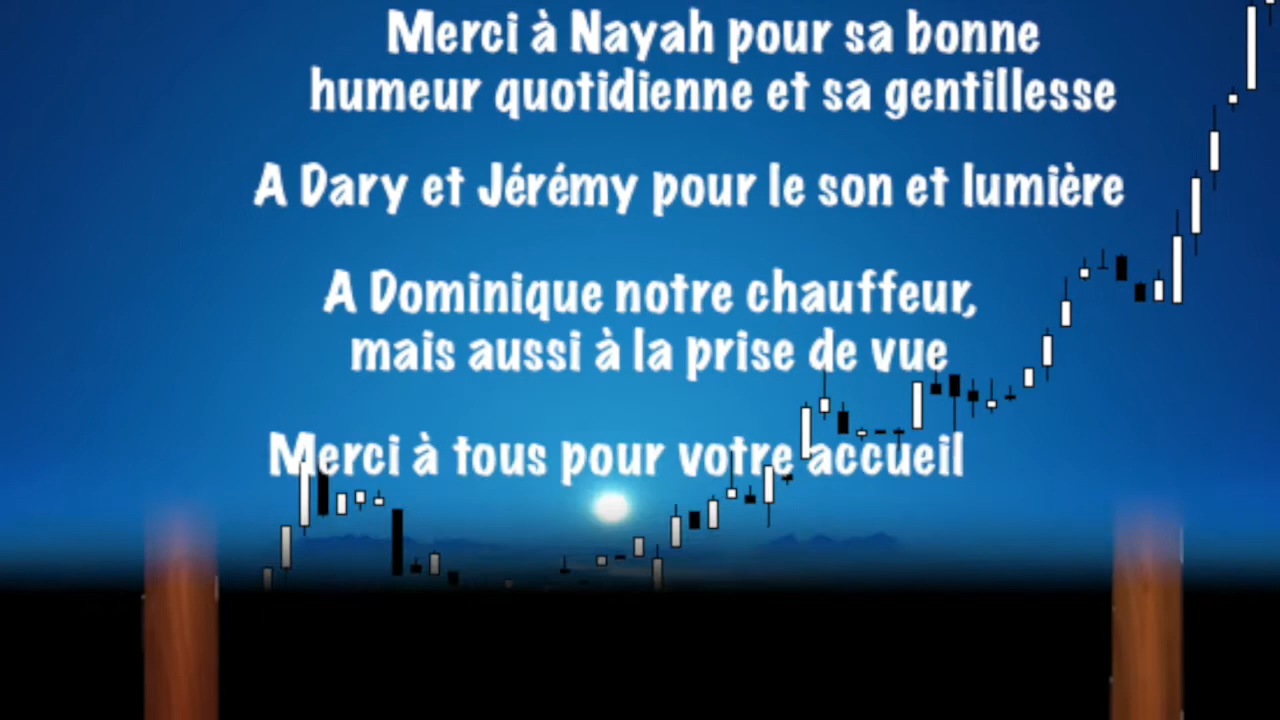 Merci à Nayah pour sa bonne
humeur quotidienne et sa gentillesse
A Dary et Jérémy pour le son et lumière
A Dominique notre chauffeur,
mais aussi à la prise de vue
Merci à tous pour votre accueil